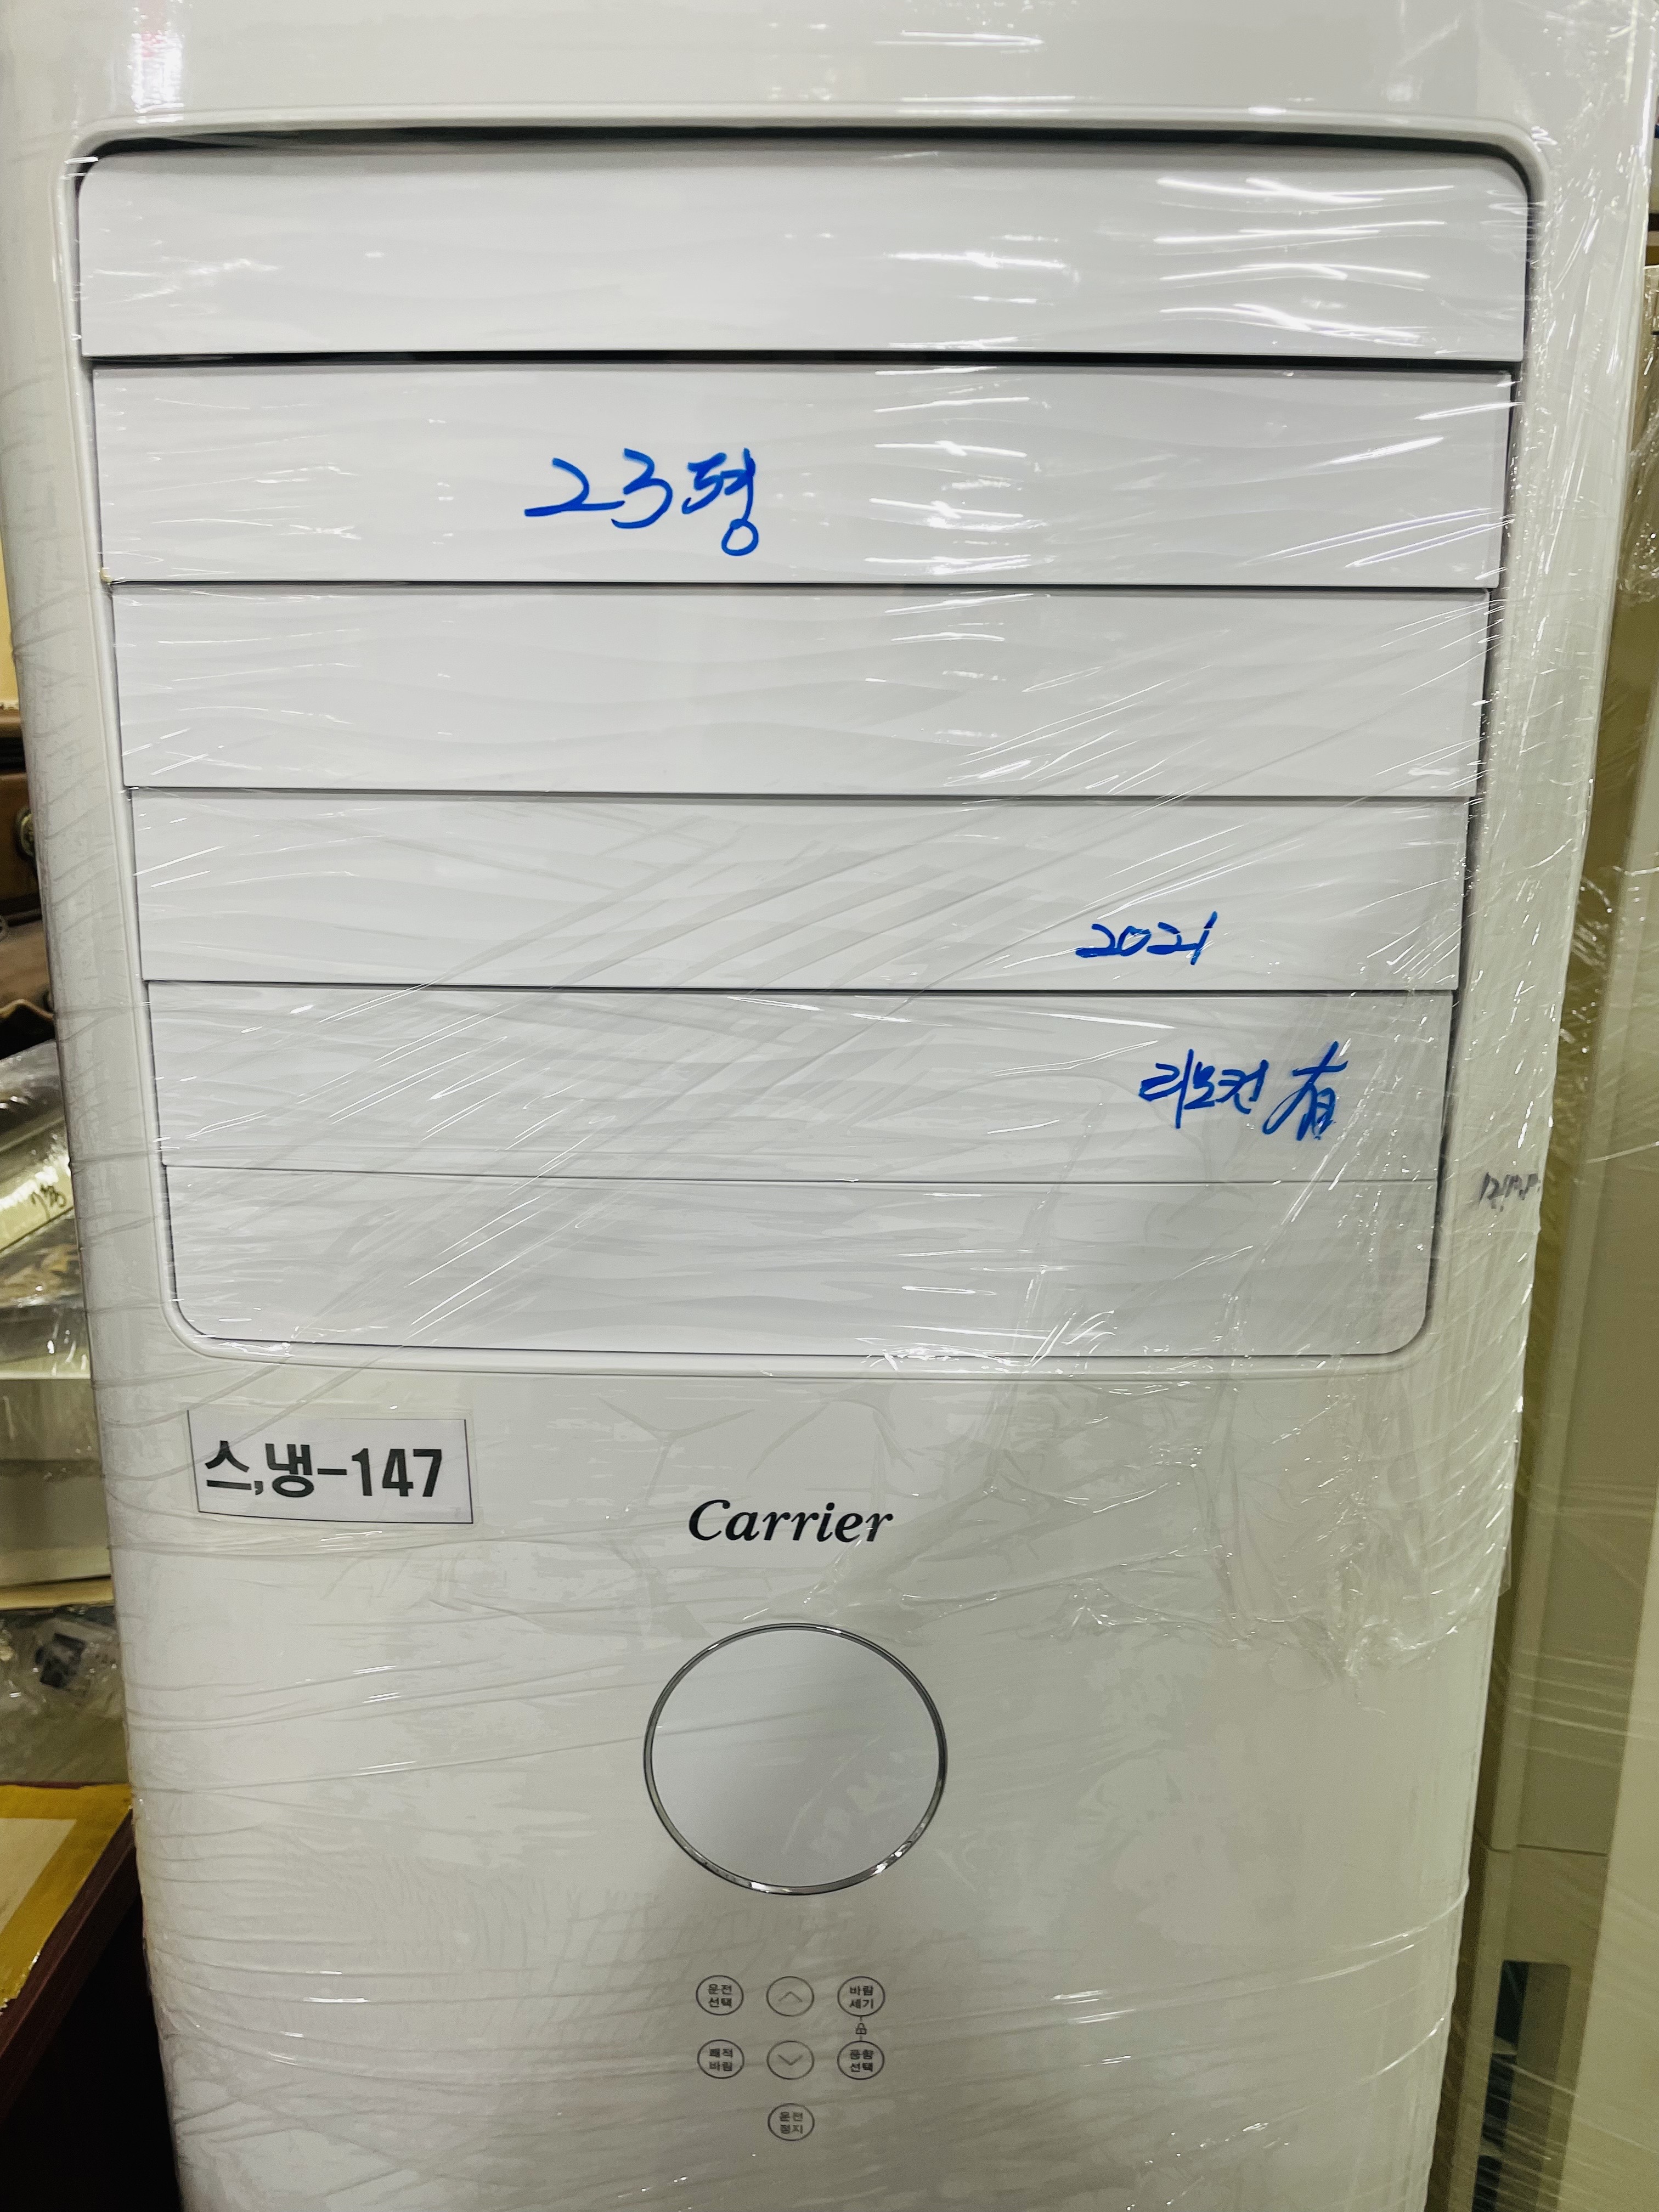 23평
2021
리모컨 有
스,냉-147
Carrier
운전
선택
바람
세기
쾌적
바람
풍향
선택
운전
정지